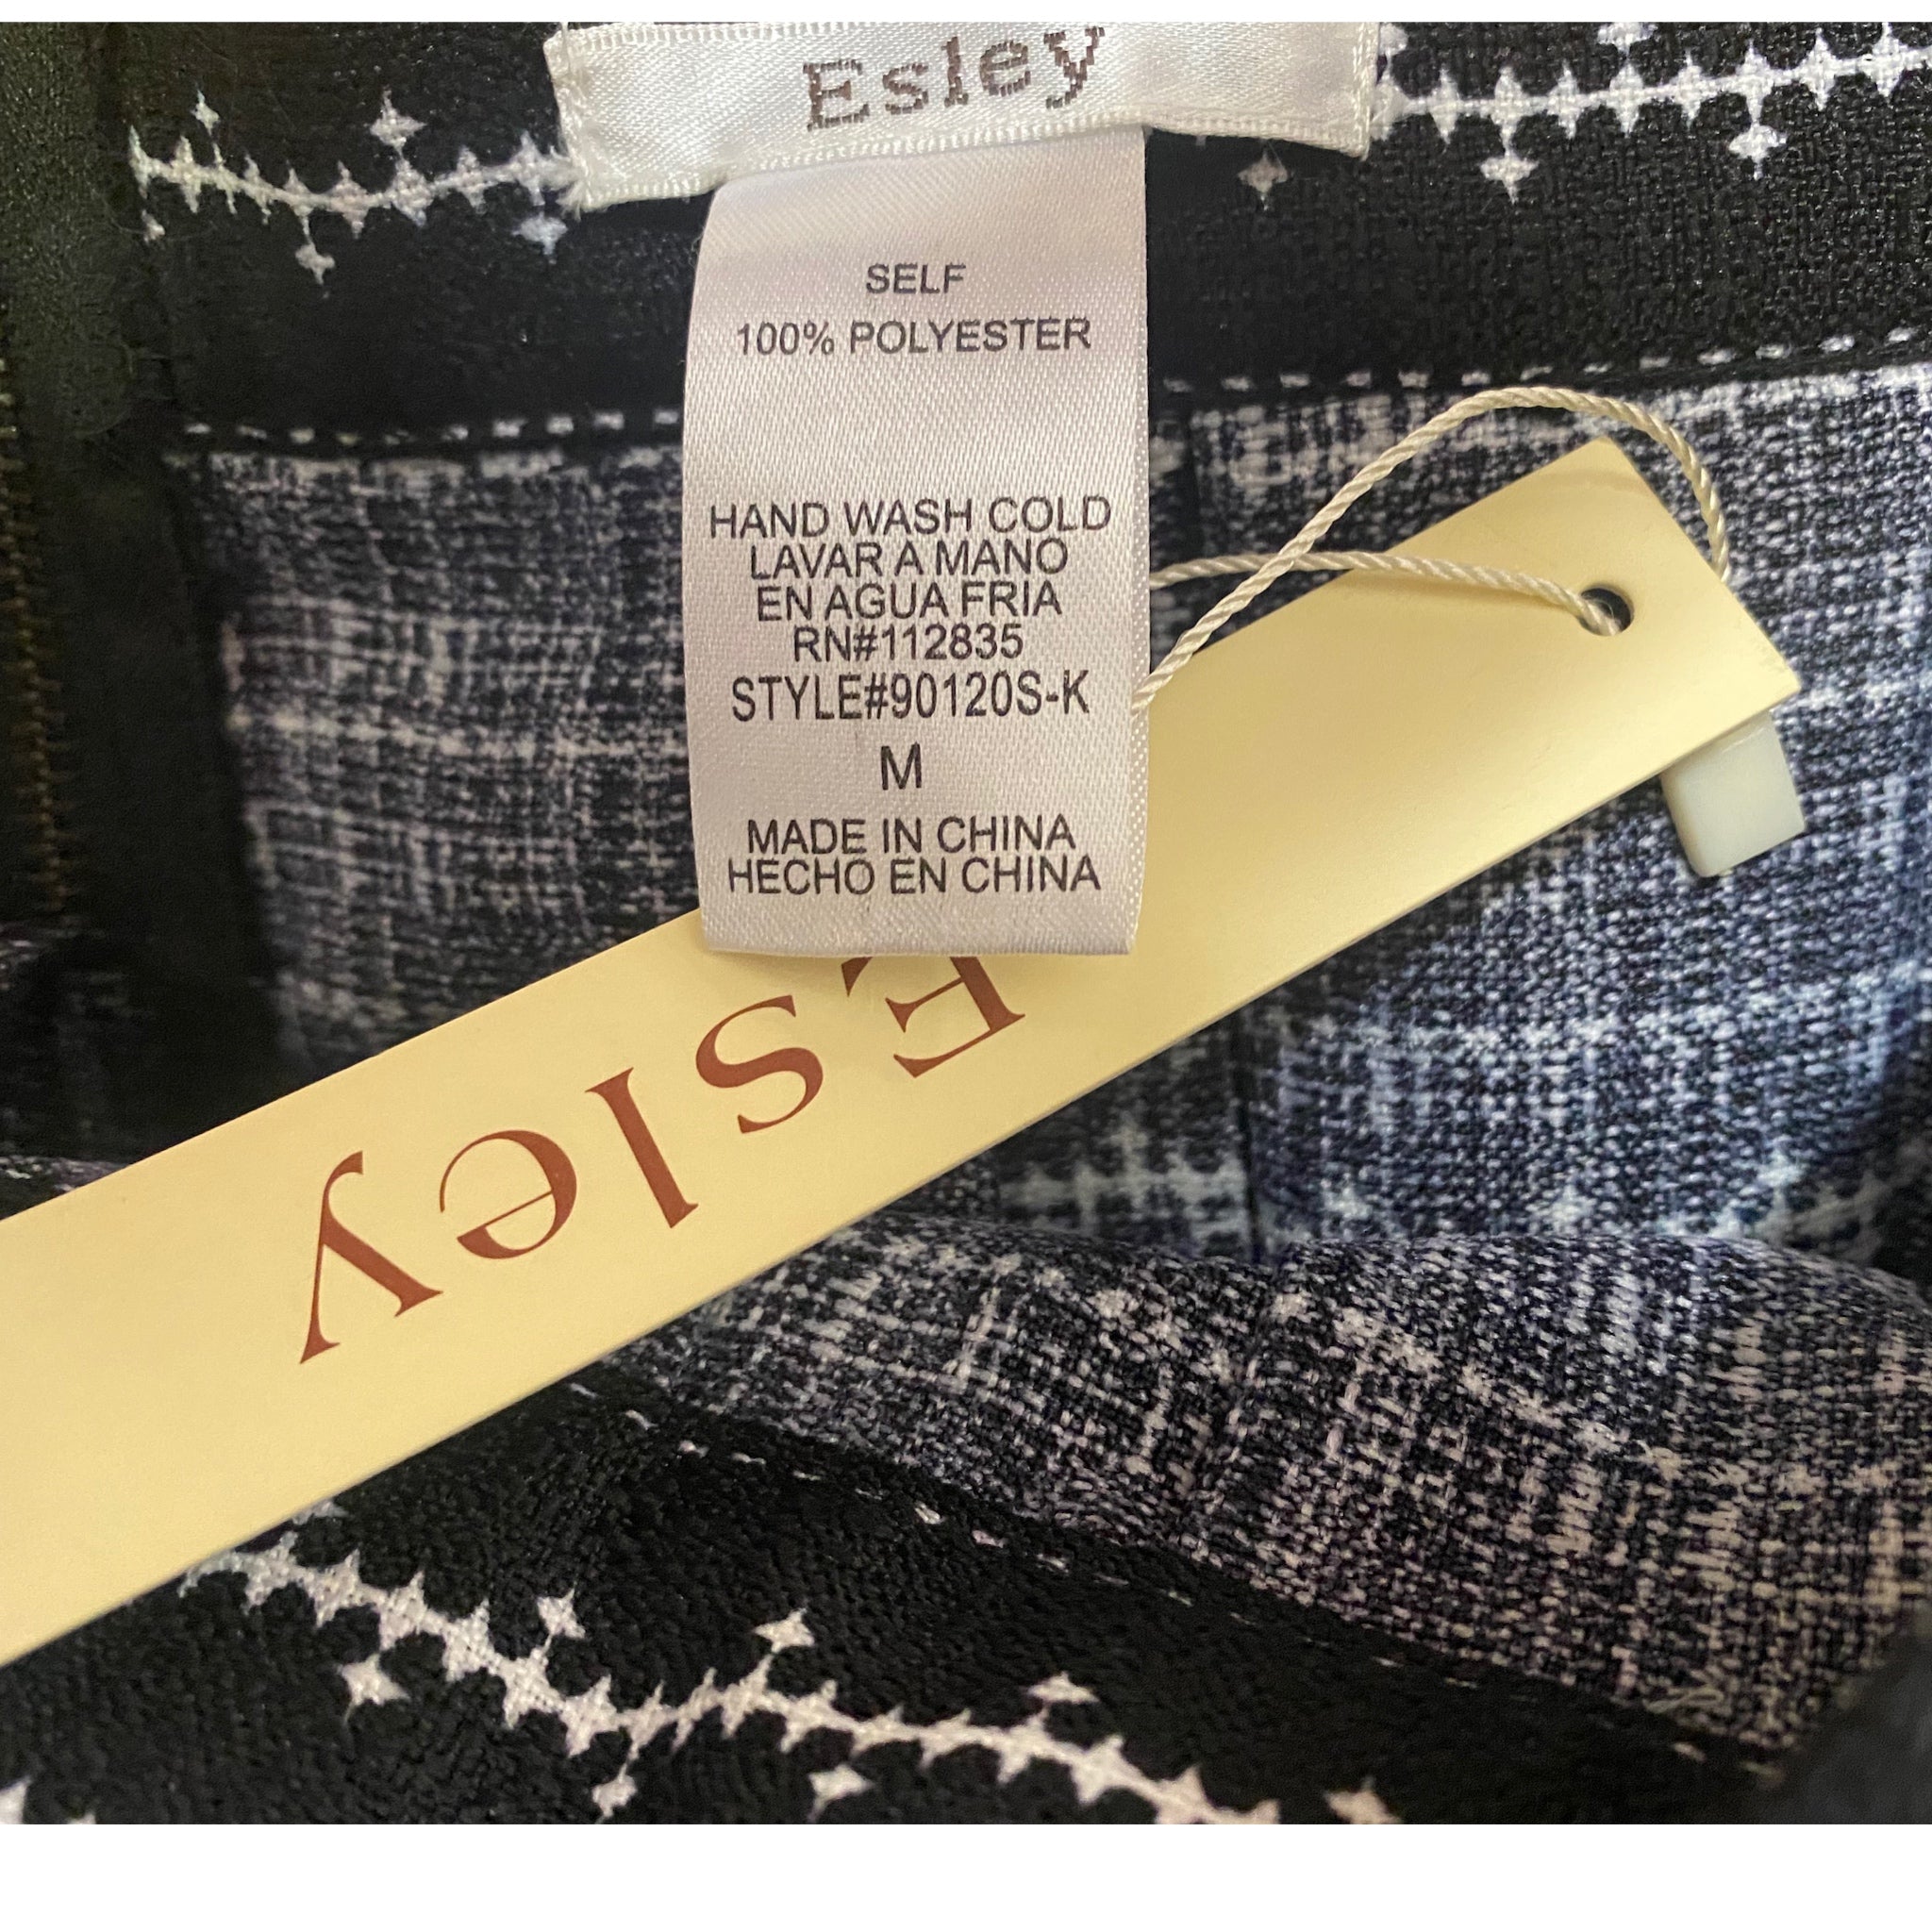 Esley
SELF
100% POLYESTER
HAND WASH COLD
LAVAR A MANO
EN AGUA FRIA
RN#112835
STYLE#90120S-K
M
MADE IN CHINA
HECHO EN CHINA
Esley